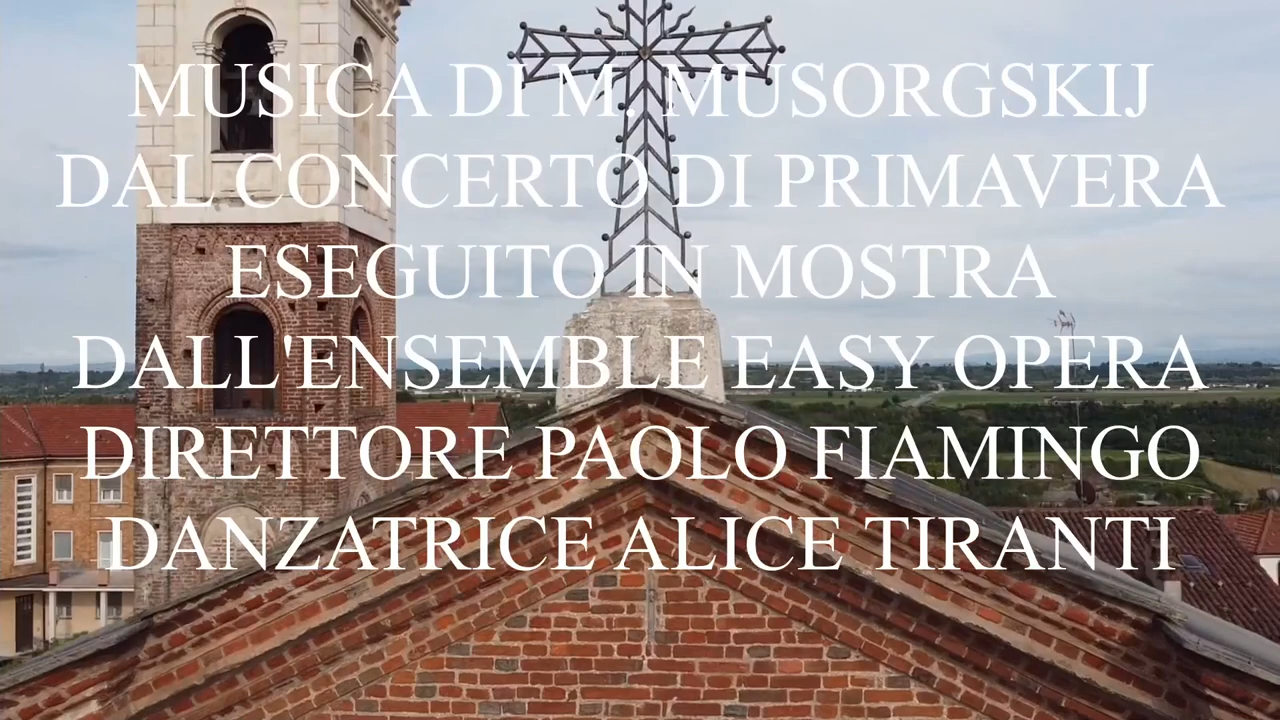 MUSICA DI M. MUSORGSKIJ
DAL CONCERTO DI PRIMAVERA
ESEGUITO IN MOSTRA
DALL'ENSEMBLE EASY OPERA
DIRETTORE PAOLO FIAMINGO
DANZATRICE ALICE TIRANTI